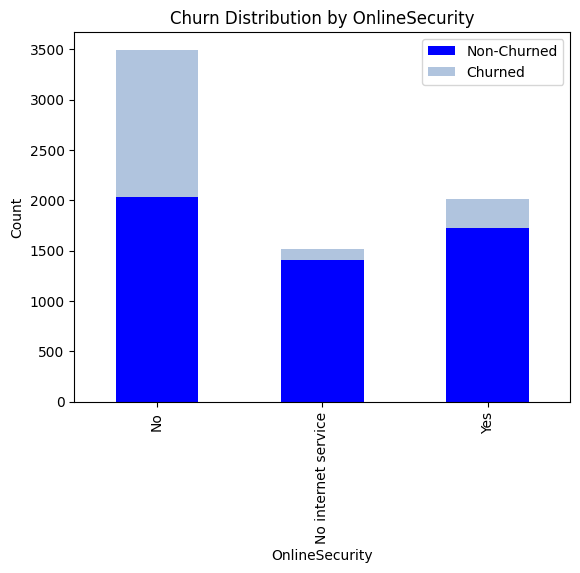 Churn Distribution by OnlineSecurity
Non-Churned
Churned
3500
3000
2500
2000
1500
1000
500
0
Count
No
No internet service
Yes
OnlineSecurity